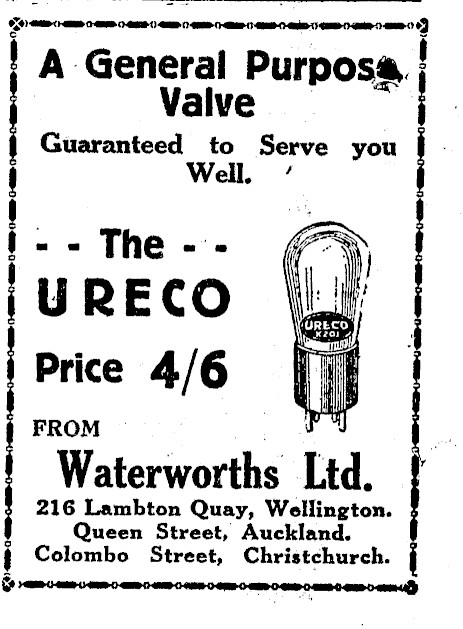 A General Purpos
Valve
Guaranteed to Serve you
Well.
- - The - -
URECO
URECO
X201
Price 4/6
FROM
Waterworths Ltd.
216 Lambton Quay, Wellington.
Queen Street, Auckland.
Colombo Street, Christchurch.